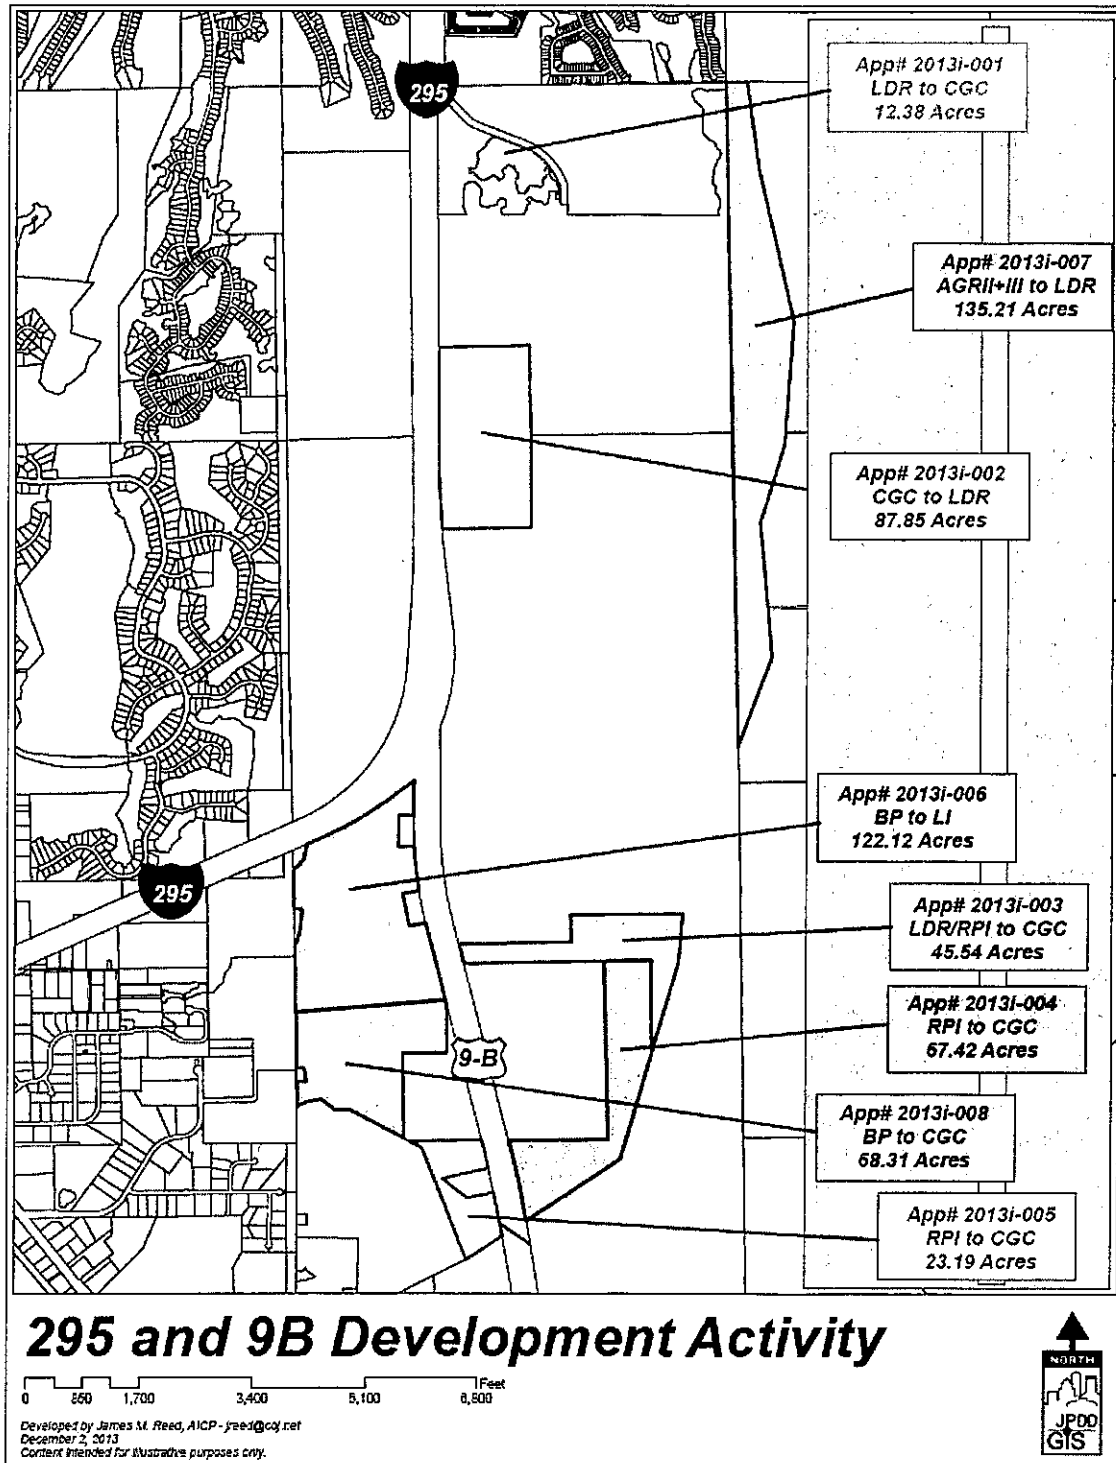 295
App# 2013i-001
LDR to CGC
12.38 Acres
App# 2013i-007
AGRII+III to LDR
135.21 Acres
App# 2013i-002
CGC to LDR
87.85 Acres
App# 2013i-006
BP to LI
122.12 Acres
295
App# 2013i-003
LDR/RPI to CGC
45.54 Acres
App# 2013i-004
RPI to CGC
67.42 Acres
9-B
App# 2013i-008
BP to CGC
68.31 Acres
App# 2013i-005
RPI to CGC
23.19 Acres
295 and 9B Development Activity
0 850 1,700 3,400 5,100 6,800 Feet
Developed by James M. Reed, AICP - jreed@coj.net
December 2, 2013
Content intended for illustrative purposes only.
NORTH
JPDD
GIS